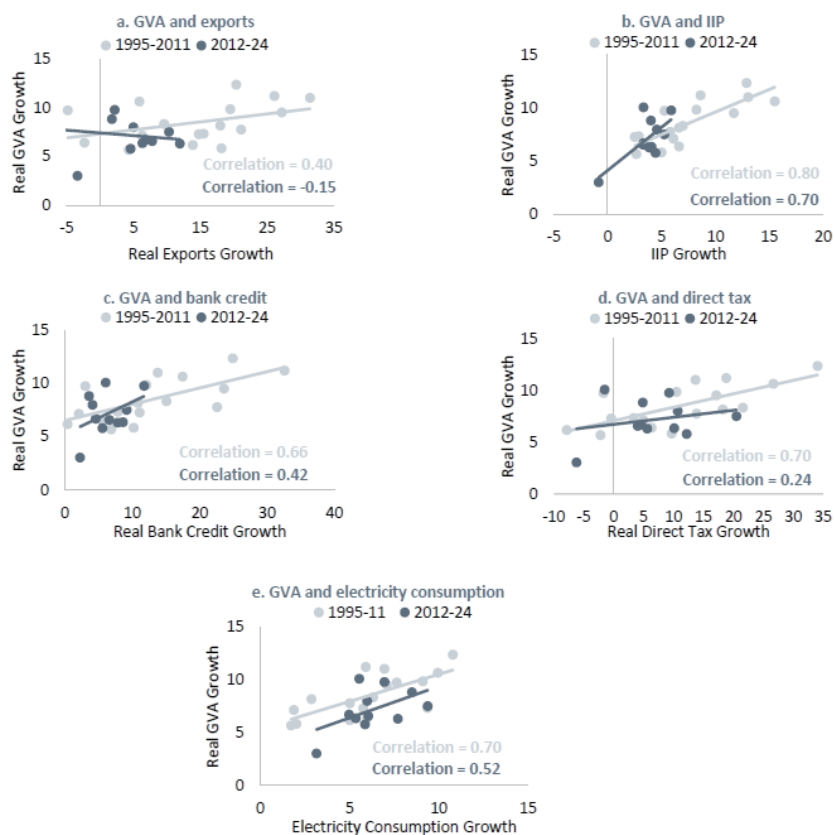 a. GVA and exports
1995-2011 2012-24
15
10
5
0
-5 5 15 25 35
Real GVA Growth
Real Exports Growth
Correlation = 0.40
Correlation = -0.15
b. GVA and IIP
1995-2011 2012-24
15
10
5
0
0 5 10 15 20
Real GVA Growth
IIP Growth
Correlation = 0.80
Correlation = 0.70
c. GVA and bank credit
1995-2011 2012-24
15
10
5
0
0 10 20 30 40
Real GVA Growth
Real Bank Credit Growth
Correlation = 0.66
Correlation = 0.42
d. GVA and direct tax
1995-2011 2012-24
15
10
5
0
-10 -5 0 5 10 15 20 25 30 35
Real GVA Growth
Real Direct Tax Growth
Correlation = 0.70
Correlation = 0.24
e. GVA and electricity consumption
1995-11 2012-24
15
10
5
0
0 5 10 15
Real GVA Growth
Electricity Consumption Growth
Correlation = 0.70
Correlation = 0.52